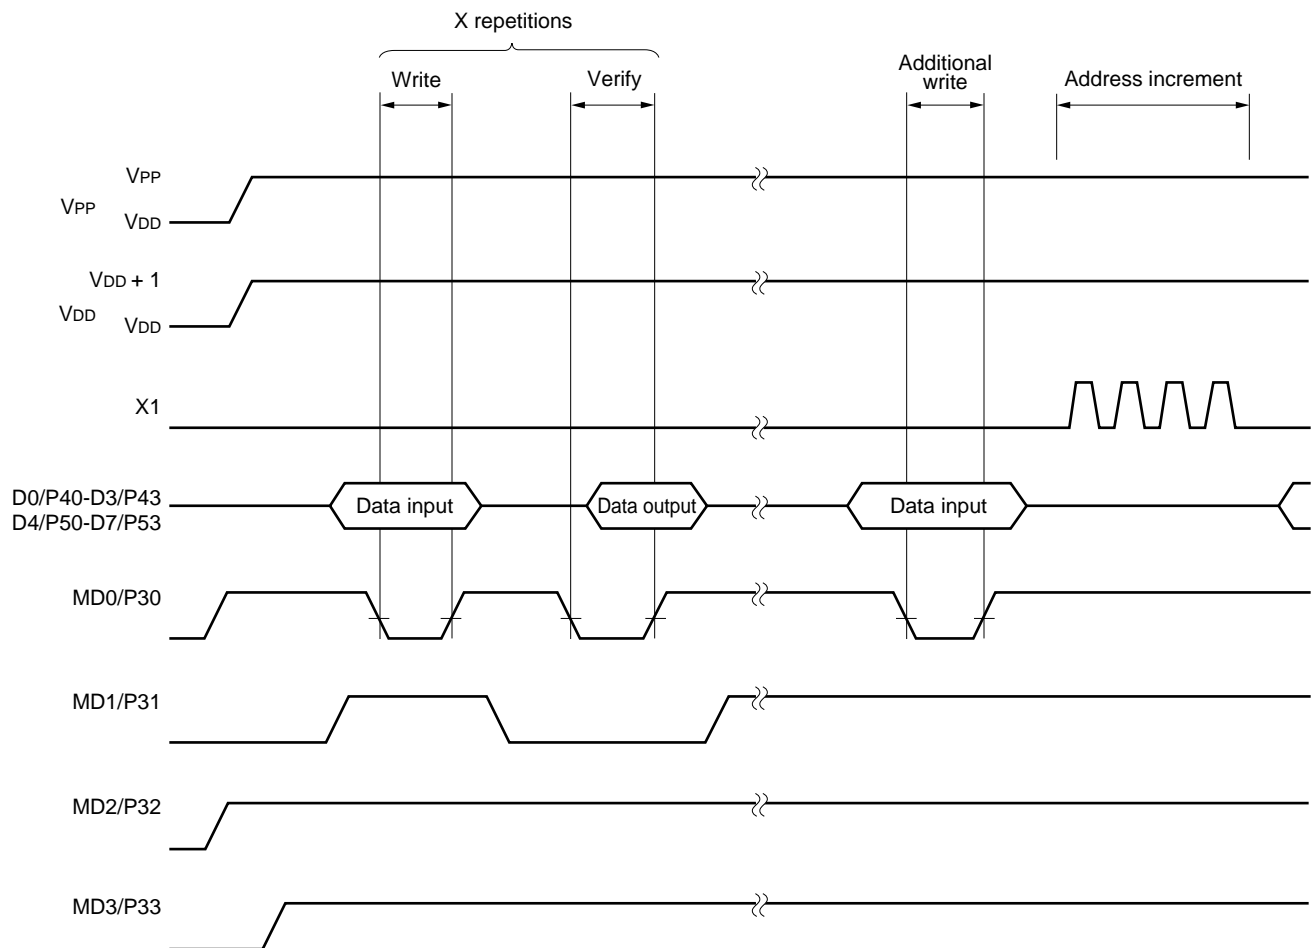 X repetitions
Write
Verify
Additional
write
Address increment
VPP
VPP
VDD
VDD + 1
VDD
VDD
X1
D0/P40-D3/P43
D4/P50-D7/P53
Data input
Data output
Data input
MD0/P30
MD1/P31
MD2/P32
MD3/P33